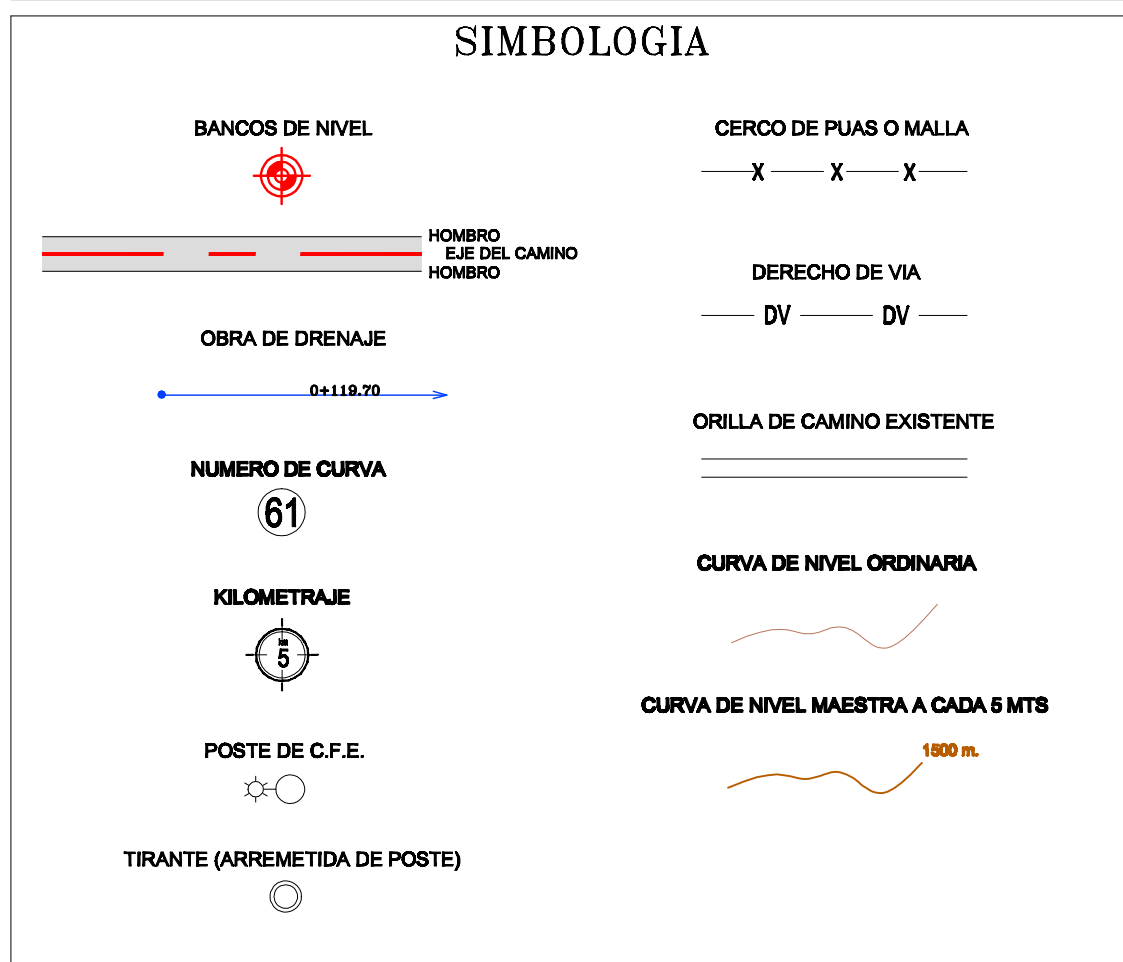 SIMBOLOGIA
BANCOS DE NIVEL
HOMBRO
EJE DEL CAMINO
HOMBRO
OBRA DE DRENAJE
0+119.70
NUMERO DE CURVA
61
KILOMETRAJE
km
5
POSTE DE C.F.E.
TIRANTE (ARREMETIDA DE POSTE)
CERCO DE PUAS O MALLA
X X X
DERECHO DE VIA
DV DV
ORILLA DE CAMINO EXISTENTE
CURVA DE NIVEL ORDINARIA
CURVA DE NIVEL MAESTRA A CADA 5 MTS
1500 m.